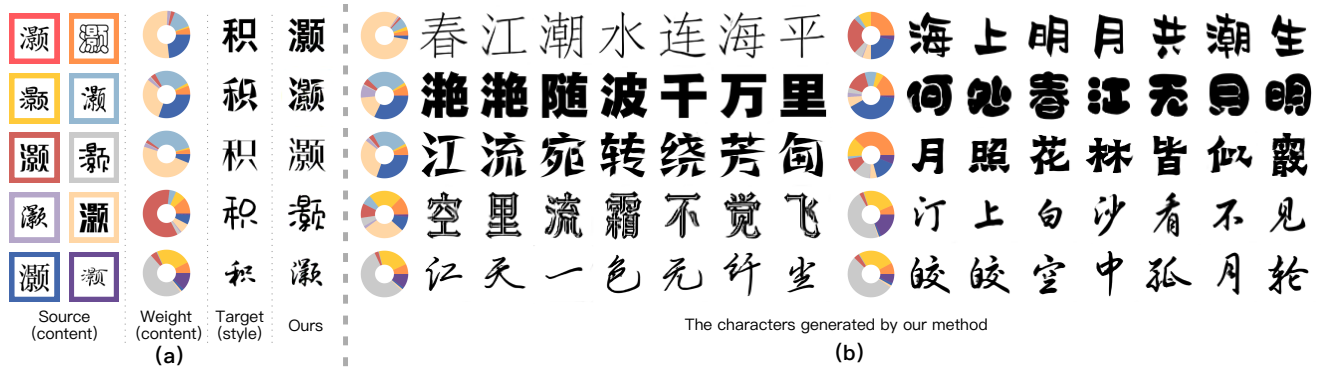 灏 灏 积 灏 春江潮水连海平 海上明月共潮生
灏 灏 积 灏 滟滟随波千万里 何处春江无月明
灏 灏 积 灏 江流宛转绕芳甸 月照花林皆似霰
灏 灏 积 灏 空里流霜不觉飞 汀上白沙看不见
灏 灏 积 灏 江天一色无纤尘 皎皎空中孤月轮
Source (content)
Weight (content)
Target (style)
Ours
(a)
The characters generated by our method
(b)